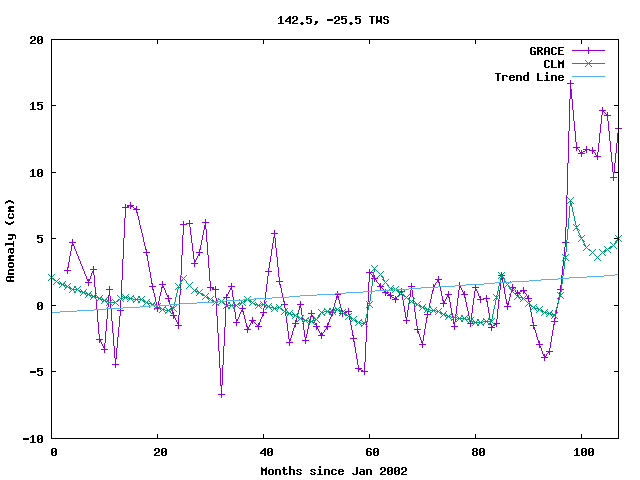 142.5, -25.5 TWS
20
15
10
5
0
-5
-10
GRACE
CLM
Trend Line
Anomaly (cm)
0 20 40 60 80 100
Months since Jan 2002